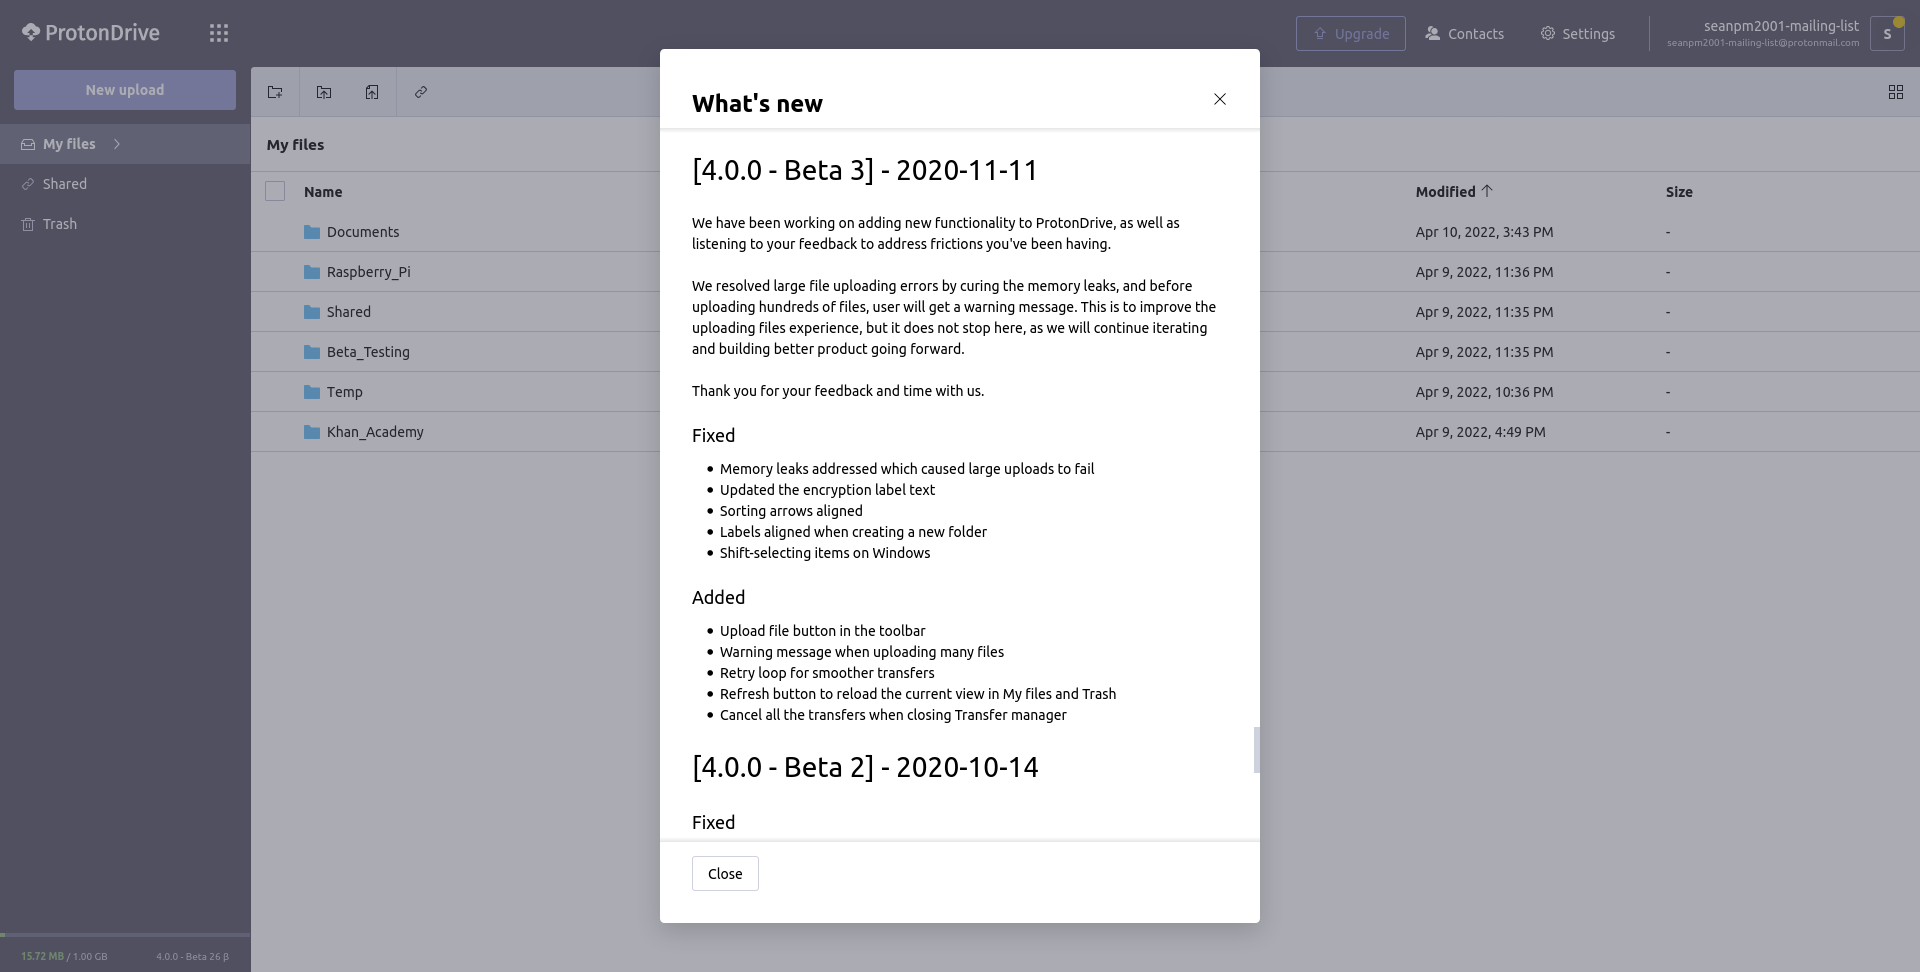 ProtonDrive
Upgrade
Contacts
Settings
seanpm2001-mailing-list
seanpm2001-mailing-list@protonmail.com
S
New upload
My files
Shared
Trash
15.72 MB / 1.00 GB
4.0.0 - Beta 26 β
My files
Name
Modified
Size
Documents
Apr 10, 2022, 3:43 PM
-
Raspberry_Pi
Apr 9, 2022, 11:36 PM
-
Shared
Apr 9, 2022, 11:35 PM
-
Beta_Testing
Apr 9, 2022, 11:35 PM
-
Temp
Apr 9, 2022, 10:36 PM
-
Khan_Academy
Apr 9, 2022, 4:49 PM
-
What's new
[4.0.0 - Beta 3] - 2020-11-11
We have been working on adding new functionality to ProtonDrive, as well as
listening to your feedback to address frictions you've been having.
We resolved large file uploading errors by curing the memory leaks, and before
uploading hundreds of files, user will get a warning message. This is to improve the
uploading files experience, but it does not stop here, as we will continue iterating
and building better product going forward.
Thank you for your feedback and time with us.
Fixed
• Memory leaks addressed which caused large uploads to fail
• Updated the encryption label text
• Sorting arrows aligned
• Labels aligned when creating a new folder
• Shift-selecting items on Windows
Added
• Upload file button in the toolbar
• Warning message when uploading many files
• Retry loop for smoother transfers
• Refresh button to reload the current view in My files and Trash
• Cancel all the transfers when closing Transfer manager
[4.0.0 - Beta 2] - 2020-10-14
Fixed
Close